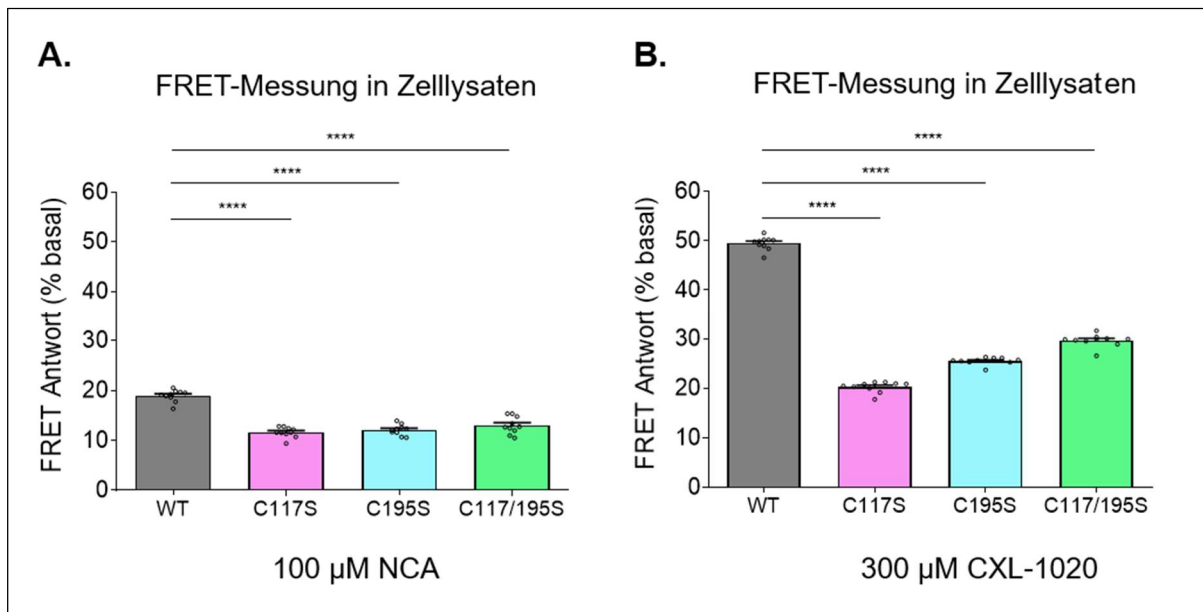 A.
FRET-Messung in Zelllysaten
****
****
****
FRET Antwort (% basal)
60
50
40
30
20
10
0
WT C117S C195S C117/195S
100 µM NCA
B.
FRET-Messung in Zelllysaten
****
****
****
FRET Antwort (% basal)
60
50
40
30
20
10
0
WT C117S C195S C117/195S
300 µM CXL-1020